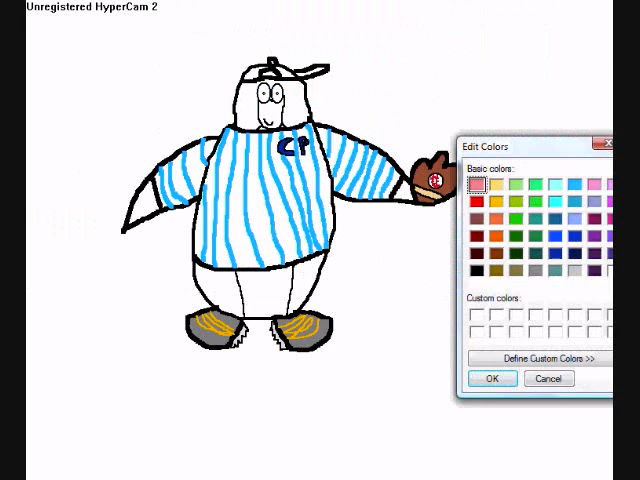 Unregistered HyperCam 2
Edit Colors
Basic colors:
CP
Custom colors:
Define Custom Colors >>
OK
Cancel